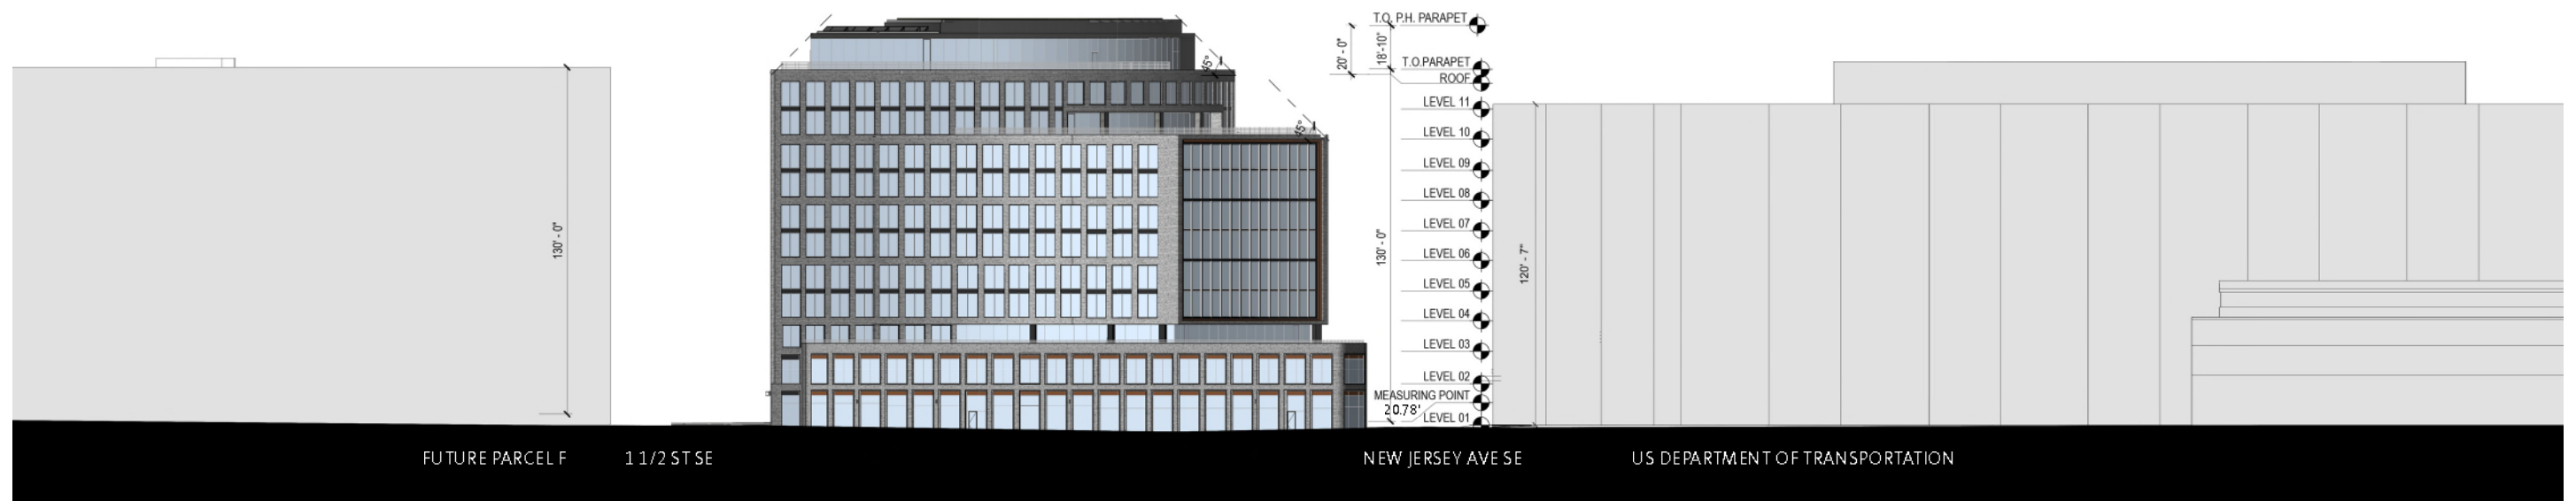 T.O. P.H. PARAPET
20' - 0"
18'-10"
45°
T.O.PARAPET
ROOF
LEVEL 11
45°
LEVEL 10
LEVEL 09
LEVEL 08
LEVEL 07
130' - 0"
130' - 0"
LEVEL 06
120' - 7"
LEVEL 05
LEVEL 04
LEVEL 03
LEVEL 02
MEASURING POINT
20.78'
LEVEL 01
FUTURE PARCEL F
1 1/2 ST SE
NEW JERSEY AVE SE
US DEPARTMENT OF TRANSPORTATION